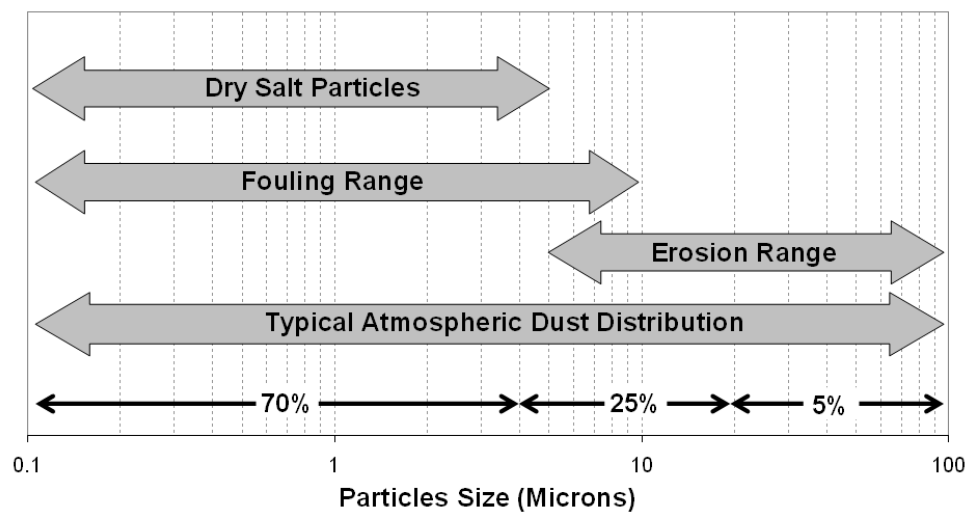 Dry Salt Particles
Fouling Range
Erosion Range
Typical Atmospheric Dust Distribution
70% 25% 5%
0.1 1 10 100
Particles Size (Microns)